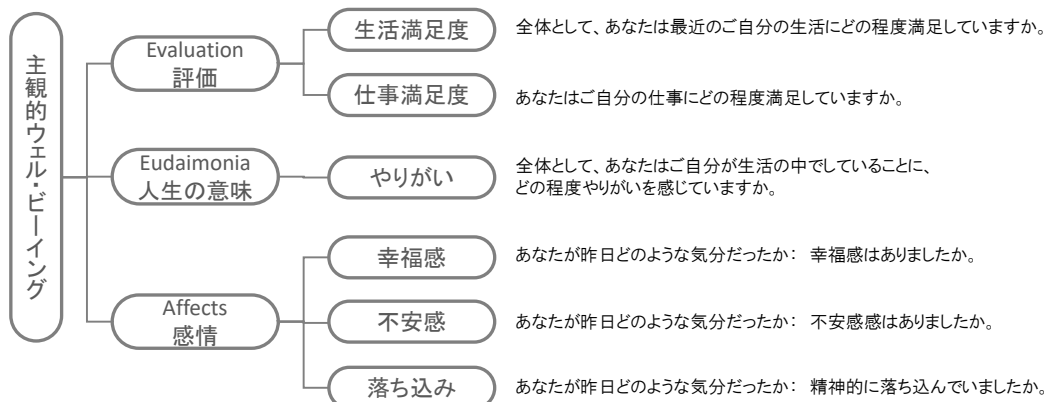 主観的ウェル・ビーイング
Evaluation
評価
生活満足度
全体として、あなたは最近のご自分の生活にどの程度満足していますか。
仕事満足度
あなたはご自分の仕事にどの程度満足していますか。
Eudaimonia
人生の意味
やりがい
全体として、あなたはご自分が生活の中でしていることに、
どの程度やりがいを感じていますか。
Affects
感情
幸福感
あなたが昨日どのような気分だったか： 幸福感はありましたか。
不安感
あなたが昨日どのような気分だったか： 不安感感はありましたか。
落ち込み
あなたが昨日どのような気分だったか： 精神的に落ち込んでいましたか。